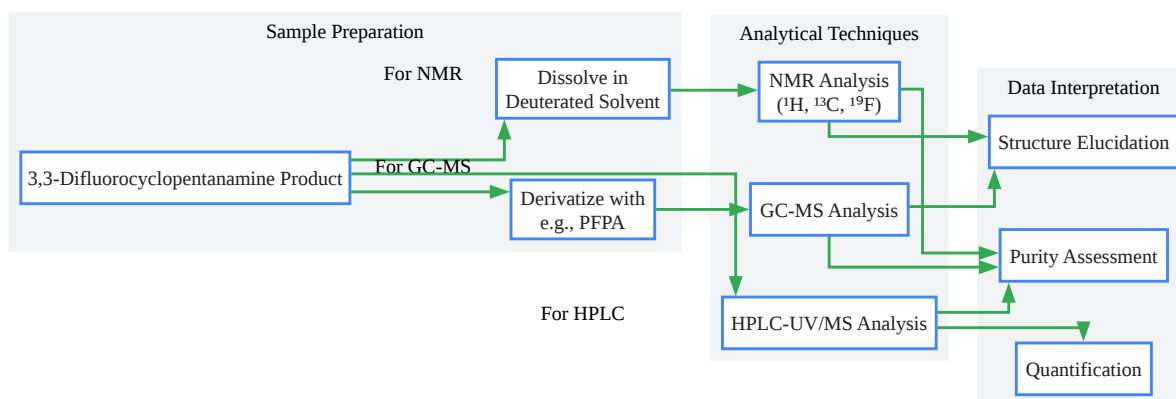 Sample Preparation
Analytical Techniques
For NMR
Dissolve in
Deuterated Solvent
NMR Analysis
(¹H, ¹³C, ¹⁹F)
Data Interpretation
Structure Elucidation
3,3-Difluorocyclopentanamine Product
For GC-MS
Derivatize with
e.g., PFPA
GC-MS Analysis
Purity Assessment
For HPLC
HPLC-UV/MS Analysis
Quantification